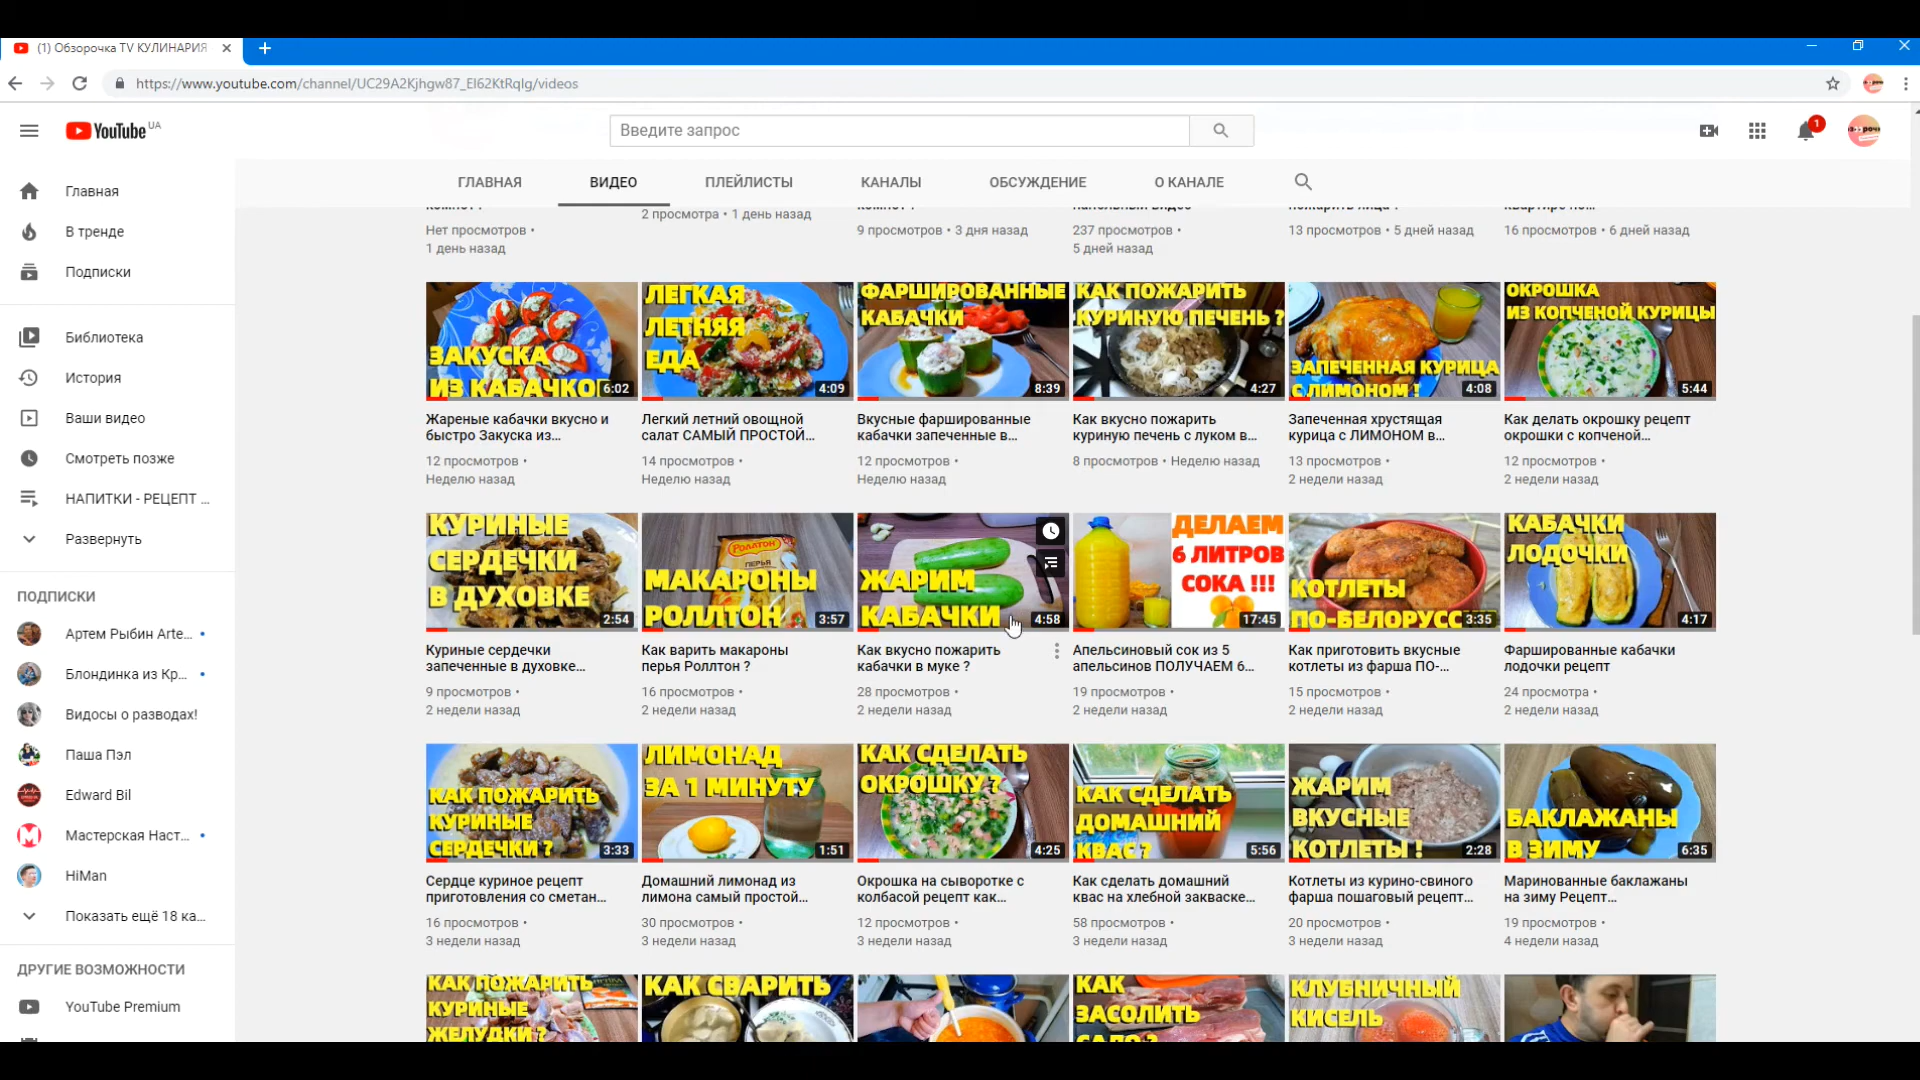 (1) Обзорочка TV КУЛИНАРИЯ
https://www.youtube.com/channel/UC29A2Kjhgw87_El62KtRqlg/videos
YouTube UA
Введите запрос
1
ГЛАВНАЯ
ВИДЕО
ПЛЕЙЛИСТЫ
КАНАЛЫ
ОБСУЖДЕНИЕ
О КАНАЛЕ
Главная
В тренде
Подписки
Библиотека
История
Ваши видео
Смотреть позже
НАПИТКИ - РЕЦЕПТ ...
Развернуть
ПОДПИСКИ
Артем Рыбин Arte...
Блондинка из Кр...
Видосы о разводах!
Паша Пэл
Edward Bil
Мастерская Наст...
HiMan
Показать ещё 18 ка...
ДРУГИЕ ВОЗМОЖНОСТИ
YouTube Premium
Нет просмотров •
1 день назад
2 просмотра • 1 день назад
9 просмотров • 3 дня назад
237 просмотров •
5 дней назад
13 просмотров • 5 дней назад
16 просмотров • 6 дней назад
ЗАКУСКА
ИЗ КАБАЧКО
6:02
Жареные кабачки вкусно и
быстро Закуска из...
12 просмотров •
Неделю назад
ЛЕГКАЯ
ЛЕТНЯЯ
ЕДА
4:09
Легкий летний овощной
салат САМЫЙ ПРОСТОЙ...
14 просмотров •
Неделю назад
ФАРШИРОВАННЫЕ
КАБАЧКИ
8:39
Вкусные фаршированные
кабачки запеченные в...
12 просмотров •
Неделю назад
КАК ПОЖАРИТЬ
КУРИНУЮ ПЕЧЕНЬ ?
4:27
Как вкусно пожарить
куриную печень с луком в...
8 просмотров • Неделю назад
ЗАПЕЧЕННАЯ КУРИЦА
С ЛИМОНОМ !
4:08
Запеченная хрустящая
курица с ЛИМОНОМ в...
13 просмотров •
2 недели назад
ОКРОШКА
ИЗ КОПЧЕНОЙ КУРИЦЫ
5:44
Как делать окрошку рецепт
окрошки с копченой...
12 просмотров •
2 недели назад
КУРИНЫЕ
СЕРДЕЧКИ
В ДУХОВКЕ
2:54
Куриные сердечки
запеченные в духовке...
9 просмотров •
2 недели назад
Роллтон
ПЕРЬЯ
МАКАРОНЫ
РОЛЛТОН
3:57
Как варить макароны
перья Роллтон ?
16 просмотров •
2 недели назад
ЖАРИМ
КАБАЧКИ
4:58
Как вкусно пожарить
кабачки в муке ?
28 просмотров •
2 недели назад
ДЕЛАЕМ
6 ЛИТРОВ
СОКА !!!
17:45
Апельсиновый сок из 5
апельсинов ПОЛУЧАЕМ 6...
19 просмотров •
2 недели назад
КОТЛЕТЫ
ПО-БЕЛОРУСС
3:35
Как приготовить вкусные
котлеты из фарша ПО-...
15 просмотров •
2 недели назад
КАБАЧКИ
ЛОДОЧКИ
4:17
Фаршированные кабачки
лодочки рецепт
24 просмотра •
2 недели назад
КАК ПОЖАРИТЬ
КУРИНЫЕ
СЕРДЕЧКИ ?
3:33
Сердце куриное рецепт
приготовления со сметан...
16 просмотров •
3 недели назад
ЛИМОНАД
ЗА 1 МИНУТУ
1:51
Домашний лимонад из
лимона самый простой...
30 просмотров •
3 недели назад
КАК СДЕЛАТЬ
ОКРОШКУ ?
4:25
Окрошка на сыворотке с
колбасой рецепт как...
12 просмотров •
3 недели назад
КАК СДЕЛАТЬ
ДОМАШНИЙ
КВАС ?
5:56
Как сделать домашний
квас на хлебной закваске...
58 просмотров •
3 недели назад
ЖАРИМ
ВКУСНЫЕ
КОТЛЕТЫ !
2:28
Котлеты из курино-свиного
фарша пошаговый рецепт...
20 просмотров •
3 недели назад
БАКЛАЖАНЫ
В ЗИМУ
6:35
Маринованные баклажаны
на зиму Рецепт...
19 просмотров •
4 недели назад
КАК ПОЖАРИТЬ
КУРИНЫЕ
ЖЕЛУДКИ ?
КАК СВАРИТЬ
КАК
ЗАСОЛИТЬ
САЛО ?
КЛУБНИЧНЫЙ
КИСЕЛЬ